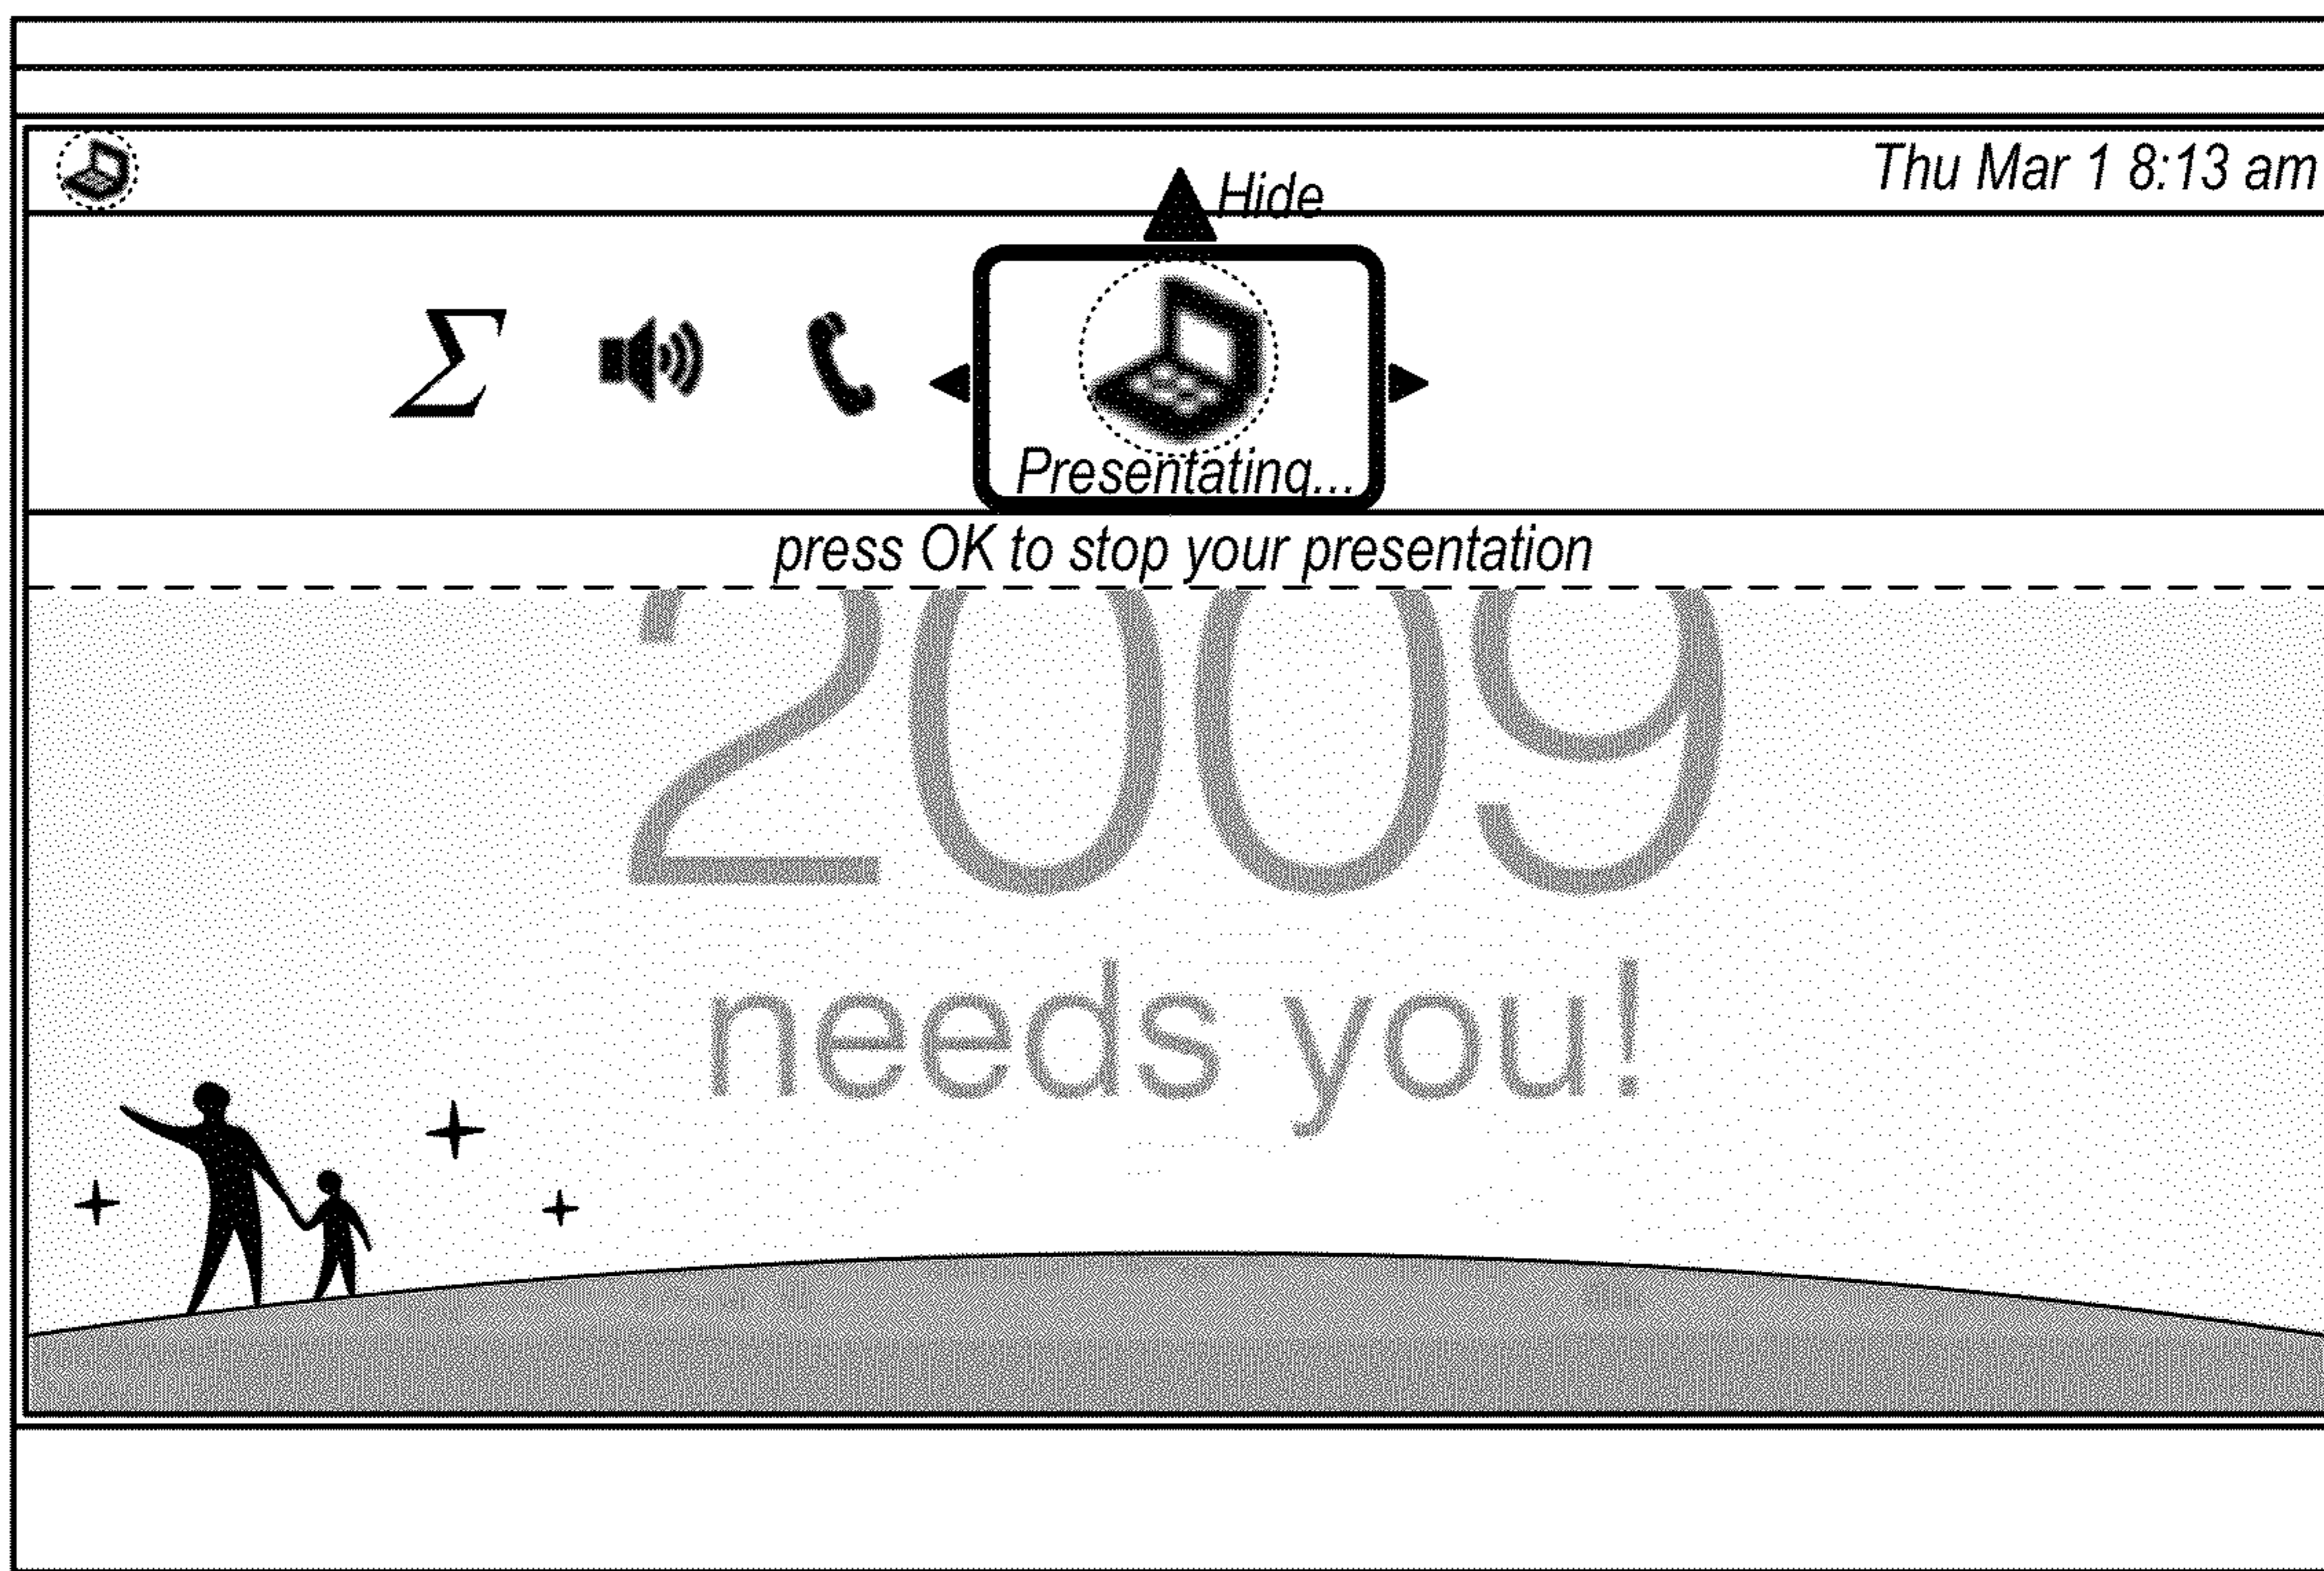 Thu Mar 1 8:13 am
Hide
Σ
Presentating...
press OK to stop your presentation
2009
needs you!